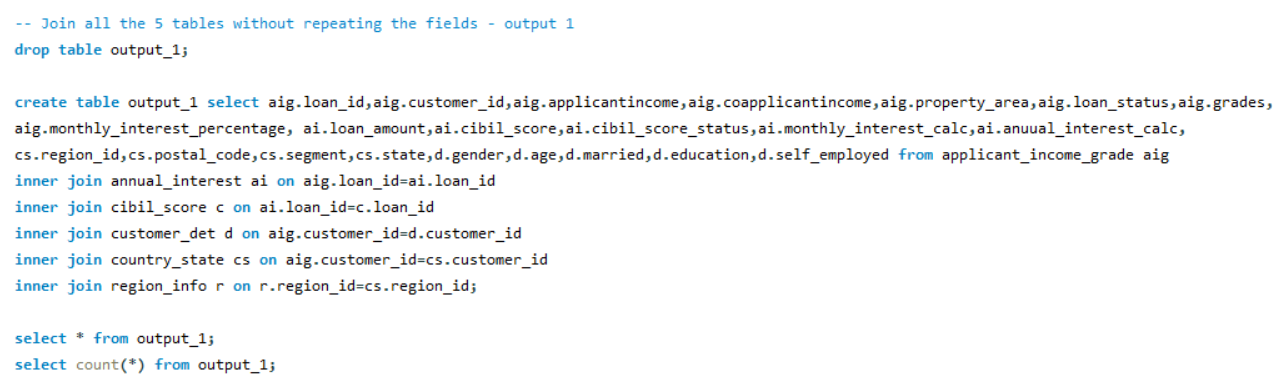 -- Join all the 5 tables without repeating the fields - output 1
drop table output_1;
create table output_1 select aig.loan_id,aig.customer_id,aig.applicantincome,aig.coapplicantincome,aig.property_area,aig.loan_status,aig.grades,
aig.monthly_interest_percentage, ai.loan_amount,ai.cibil_score,ai.cibil_score_status,ai.monthly_interest_calc,ai.anuual_interest_calc,
cs.region_id,cs.postal_code,cs.segment,cs.state,d.gender,d.age,d.married,d.education,d.self_employed from applicant_income_grade aig
inner join annual_interest ai on aig.loan_id=ai.loan_id
inner join cibil_score c on ai.loan_id=c.loan_id
inner join customer_det d on aig.customer_id=d.customer_id
inner join country_state cs on aig.customer_id=cs.customer_id
inner join region_info r on r.region_id=cs.region_id;
select * from output_1;
select count(*) from output_1;